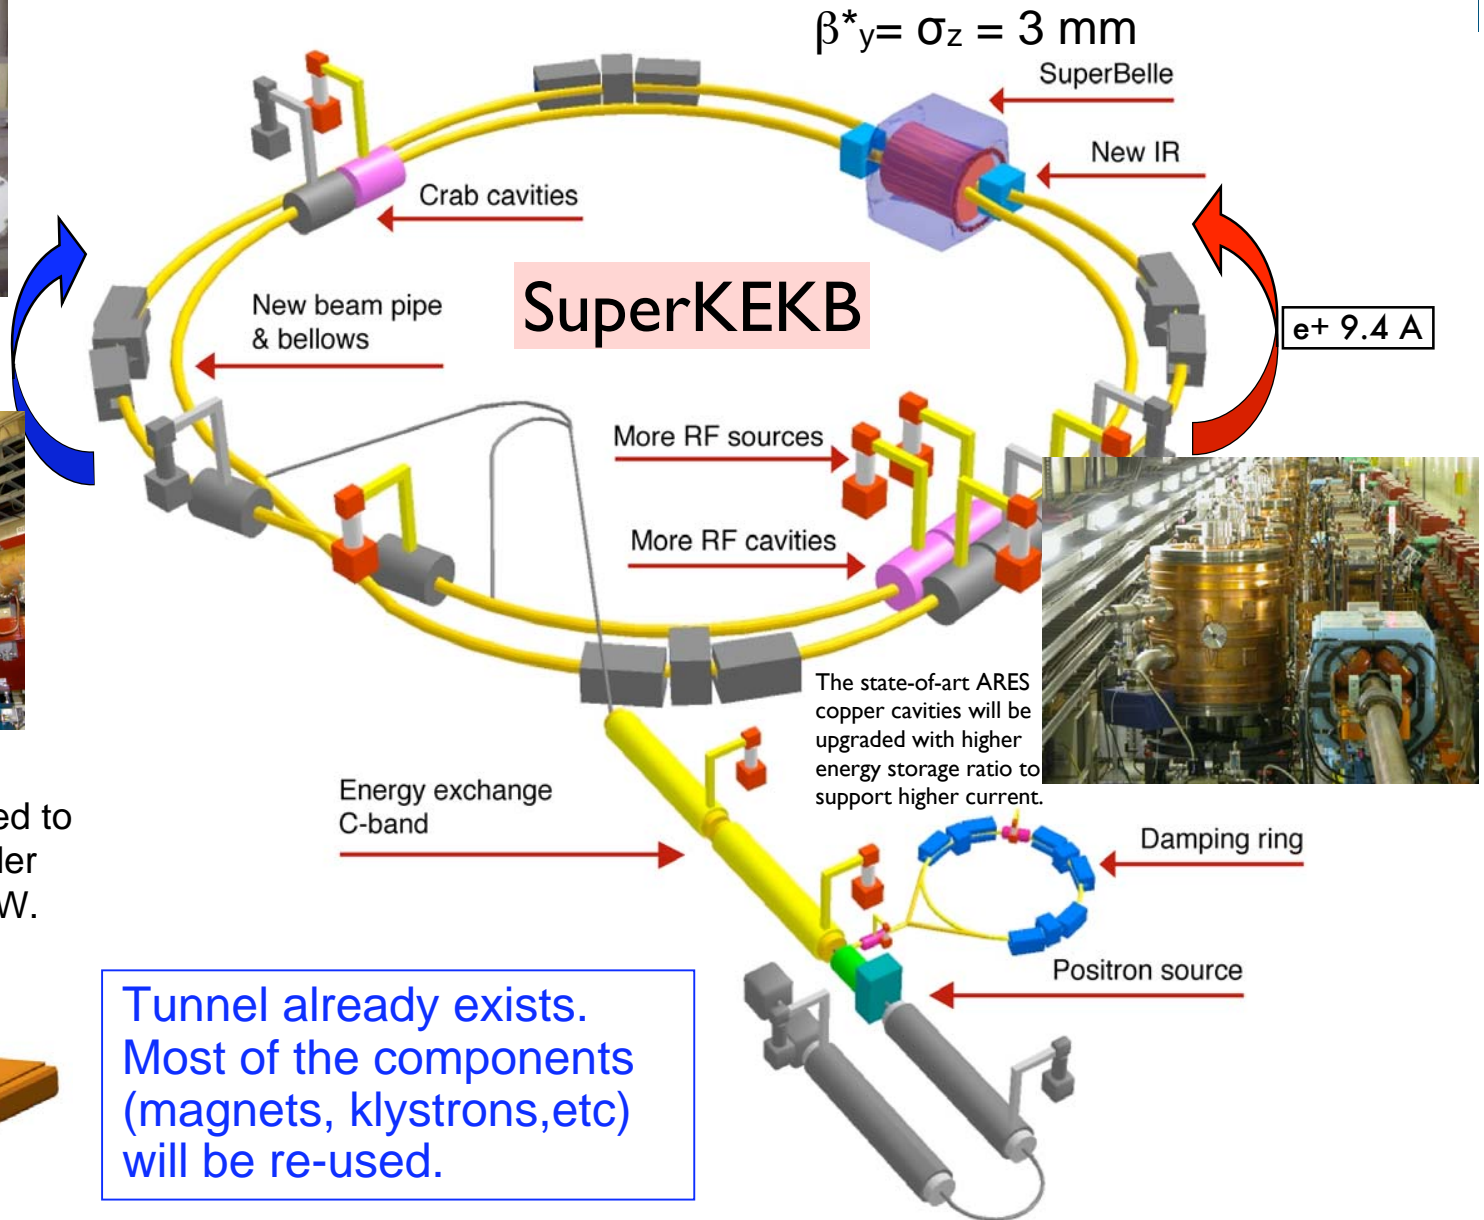 β*y= σz = 3 mm
SuperBelle
New IR
Crab cavities
SuperKEKB
New beam pipe
& bellows
e+ 9.4 A
More RF sources
More RF cavities
The state-of-art ARES
copper cavities will be
upgraded with higher
energy storage ratio to
support higher current.
Energy exchange
C-band
ed to
W.
Damping ring
Positron source
Tunnel already exists.
Most of the components
(magnets, klystrons,etc)
will be re-used.